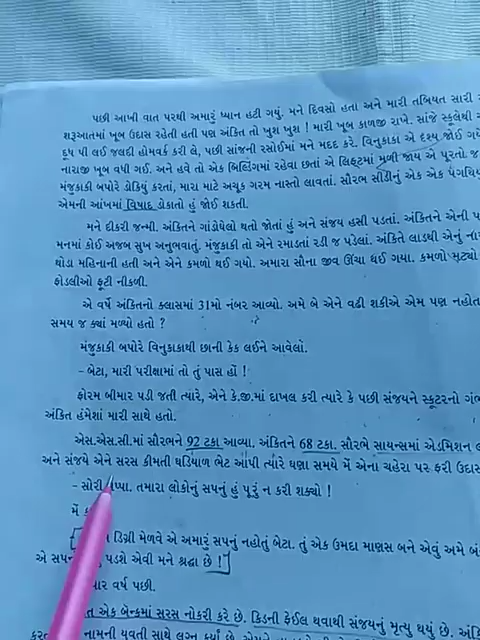 પછી આખી વાત પરથી અમારું ધ્યાન હટી ગયું. મને દિવસો હતા અને મારી તબિયત સારી
શરૂઆતમાં ખૂબ ઉદાસ રહેતી હતી પણ અંકિત તો ખુશ ખુશ ! મારી ખૂબ કાળજી રાખે. સાંજે સ્કૂલેથી
દૂધ પી લઈ જલદી હોમવર્ક કરી લે, પછી સાંજની રસોઈમાં મને મદદ કરે. વિનુકાકા એ દૃશ્ય જોઈ ગયે
નારાજી ખૂબ વધી ગઈ. અને હવે તો એક બિલ્ડિંગમાં રહેવા છતાં એ લિફ્ટમાં મળી જાય એ પૂરતો.
મંજુકાકી બપોરે ડોકિયું કરતાં, મારા માટે અચૂક ગરમ નાસ્તો લાવતાં. સૌરભ સીડીનું એક એક પગથિયું
એમની આંખમાં વિષાદ ડોકાતો હું જોઈ શકતી.
મને દીકરી જન્મી. અંકિતને ગાંડોઘેલો થતો જોતાં હું અને સંજય હસી પડતાં. અંકિતને એની
મનમાં કોઈ અજબ સુખ અનુભવાતું. મંજુકાકી તો એને રમાડતાં રડી જ પડેલાં. અંકિતે લાડથી એનું
થોડા મહિનાની હતી અને એને કમળો થઈ ગયો. અમારા સૌના જીવ ઊંચા થઈ ગયા. કમળો મટ્યો
ફોડલીઓ ફૂટી નીકળી.
એ વર્ષે અંકિતનો ક્લાસમાં 31મો નંબર આવ્યો. અમે બે એને વઢી શકીએ એમ પણ નહોતા
સમય જ ક્યાં મળ્યો હતો ?
મંજુકાકી બપોરે વિનુકાકાથી છાની કેક લઈને આવેલાં.
- બેટા, મારી પરીક્ષામાં તો તું પાસ હોં !
ફોરમ બીમાર પડી જતી ત્યારે, એને કે.જી.માં દાખલ કરી ત્યારે કે પછી સંજયને સ્કૂટરનો
અંકિત હંમેશાં મારી સાથે હતો.
એસ.એસ.સી.માં સૌરભને 92 ટકા આવ્યા. અંકિતને 68 ટકા. સૌરભે સાયન્સમાં એડમિશન
અને સંજયે એને સરસ કીમતી ઘડિયાળ ભેટ આપી ત્યારે ઘણા સમયે મેં એના ચહેરા પર ફરી ઉદાસ
- સોરી પપ્પા. તમારા લોકોનું સપનું હું પૂરું ન કરી શક્યો !
મેં
ડિગ્રી મેળવે એ અમારું સપનું નહોતું બેટા. તું એક ઉમદા માણસ બને એવું અમે
એ પડશે એવી મને શ્રદ્ધા છે !
વર્ષ પછી.
એક બેન્કમાં સરસ નોકરી કરે છે. કિડની ફેઈલ થવાથી સંજયનું મૃત્યુ થયું છે.
નામની યુવતી સાથે લગ્ન કર્યાં છે.